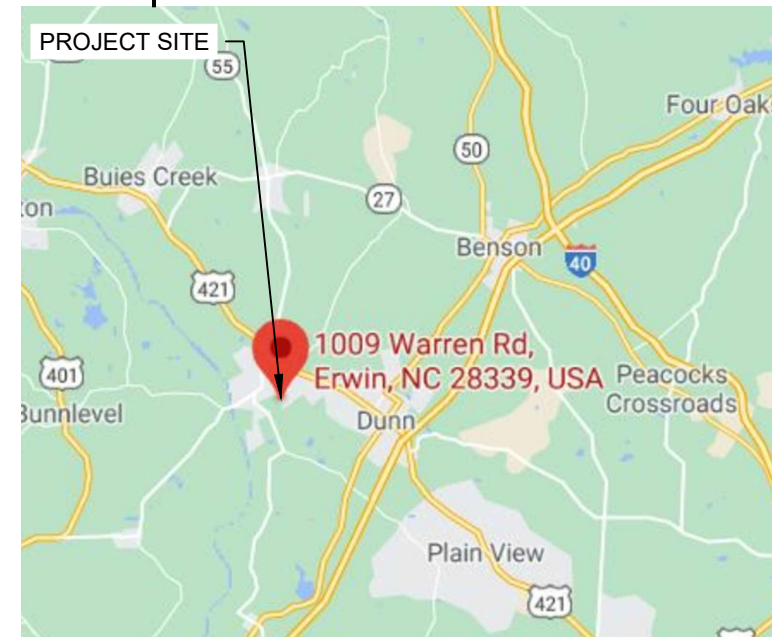 PROJECT SITE
55
Four Oak
50
Buies Creek
27
ton
Benson
40
421
1009 Warren Rd,
Erwin, NC 28339, USA
401
Peacocks
Crossroads
Bunnlevel
Dunn
Plain View
421